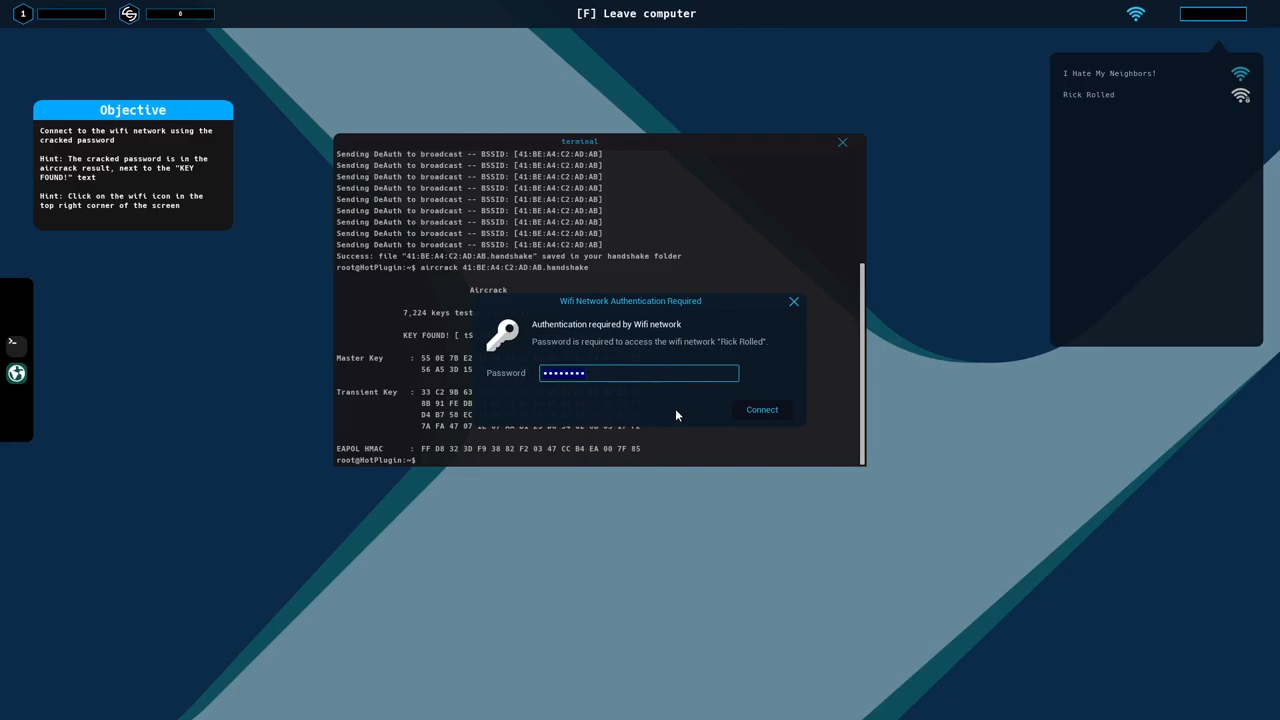 1
0
[F] Leave computer
I Hate My Neighbors!
Rick Rolled
Objective
Connect to the wifi network using the
cracked password
Hint: The cracked password is in the
aircrack result, next to the "KEY
FOUND!" text
Hint: Click on the wifi icon in the
top right corner of the screen
terminal
Sending DeAuth to broadcast -- BSSID: [41:BE:A4:C2:AD:AB]
Sending DeAuth to broadcast -- BSSID: [41:BE:A4:C2:AD:AB]
Sending DeAuth to broadcast -- BSSID: [41:BE:A4:C2:AD:AB]
Sending DeAuth to broadcast -- BSSID: [41:BE:A4:C2:AD:AB]
Sending DeAuth to broadcast -- BSSID: [41:BE:A4:C2:AD:AB]
Sending DeAuth to broadcast -- BSSID: [41:BE:A4:C2:AD:AB]
Sending DeAuth to broadcast -- BSSID: [41:BE:A4:C2:AD:AB]
Sending DeAuth to broadcast -- BSSID: [41:BE:A4:C2:AD:AB]
Sending DeAuth to broadcast -- BSSID: [41:BE:A4:C2:AD:AB]
Success: file "41:BE:A4:C2:AD:AB.handshake" saved in your handshake folder
root@HotPlugin:~$ aircrack 41:BE:A4:C2:AD:AB.handshake
Aircrack
7,224 keys test
KEY FOUND! [ tS
Master Key : 55 0E 7B E2
56 A5 3D 15
Transient Key : 33 C2 9B 63
8B 91 FE DB
D4 B7 58 EC
7A FA 47 07
EAPOL HMAC : FF D8 32 3D F9 38 82 F2 03 47 CC B4 EA 00 7F 85
root@HotPlugin:~$
Wifi Network Authentication Required
Authentication required by Wifi network
Password is required to access the wifi network "Rick Rolled".
Password ••••••••
Connect